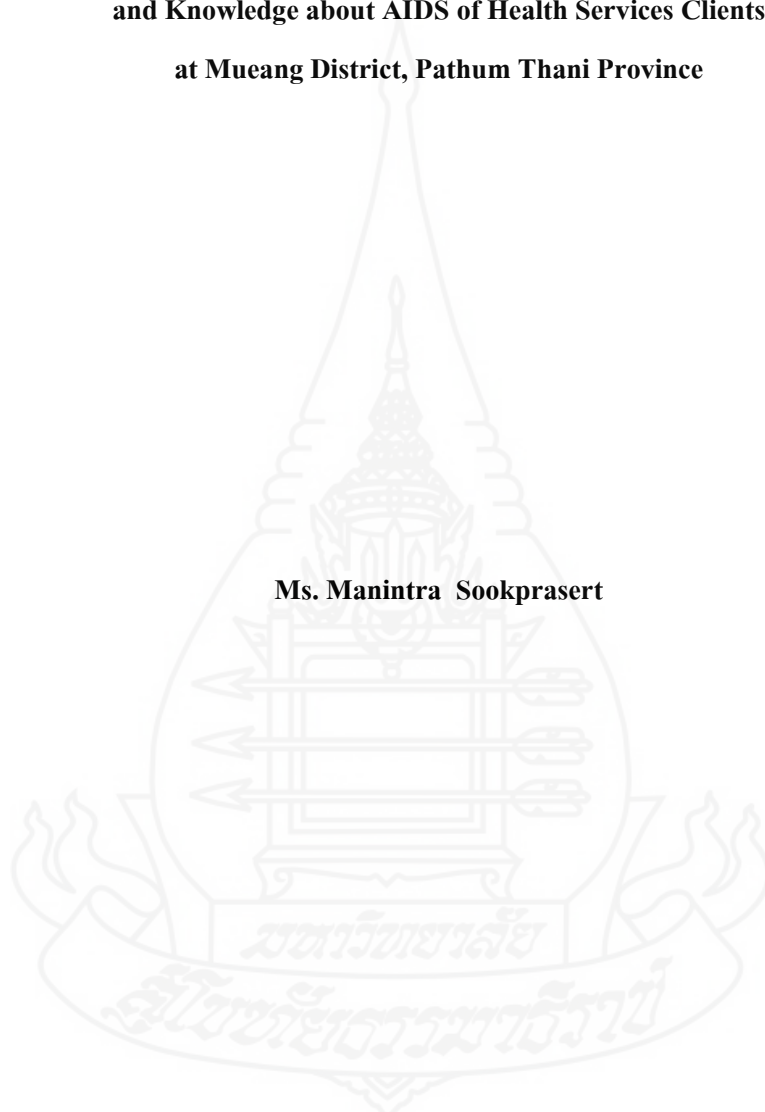 and Knowledge about AIDS of Health Services Clients
at Mueang District, Pathum Thani Province
Ms. Manintra Sookprasert
มหาวิทยาลัย
สุโขทัยธรรมาธิราช